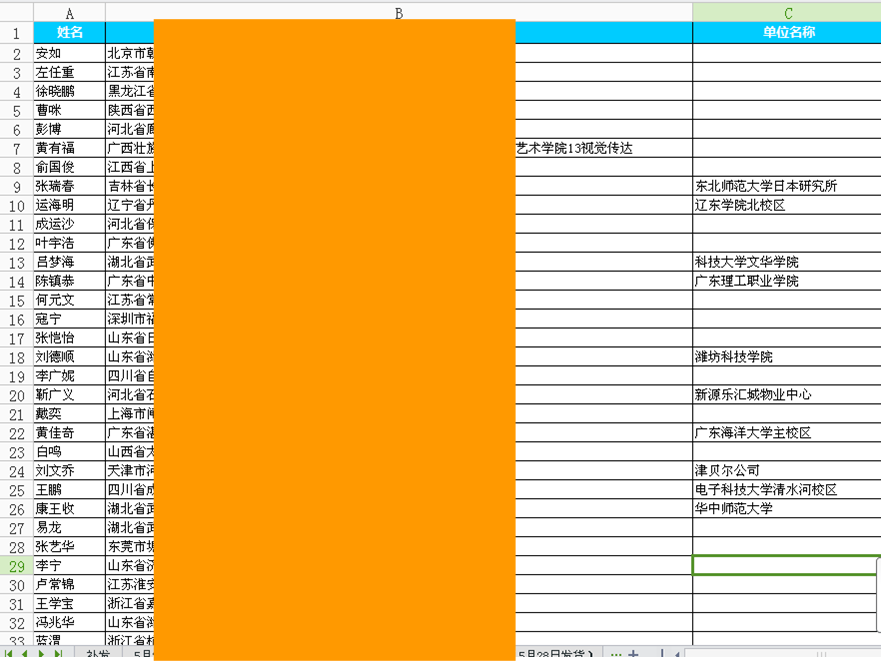 A B C
1 姓名 单位名称
2 安如 北京市朝
3 左任重 江苏省南
4 徐晓鹏 黑龙江省
5 曹咪 陕西省西
6 彭博 河北省廊
7 黄有福 广西壮族 艺术学院13视觉传达
8 俞国俊 江西省上
9 张瑞春 吉林省长 东北师范大学日本研究所
10 运海明 辽宁省丹 辽东学院北校区
11 成运沙 河北省保
12 叶宇浩 广东省佛
13 吕梦海 湖北省武 科技大学文华学院
14 陈镇恭 广东省中 广东理工职业学院
15 何元文 江苏省常
16 寇宁 深圳市福
17 张恺怡 山东省日
18 刘德顺 山东省潍 潍坊科技学院
19 李广妮 四川省自
20 靳广义 河北省石 新源乐汇城物业中心
21 戴奕 上海市闸
22 黄佳奇 广东省湛 广东海洋大学主校区
23 白鸣 山西省太
24 刘文乔 天津市河 津贝尔公司
25 王鹏 四川省成 电子科技大学清水河校区
26 康王收 湖北省武 华中师范大学
27 易龙 湖北省武
28 张艺华 东莞市塘
29 李宁 山东省济
30 卢常锦 江苏淮安
31 王学宝 浙江省嘉
32 冯兆华 山东省潍
33 蓝渭 浙江省杭
补发 5月 5月28日发货